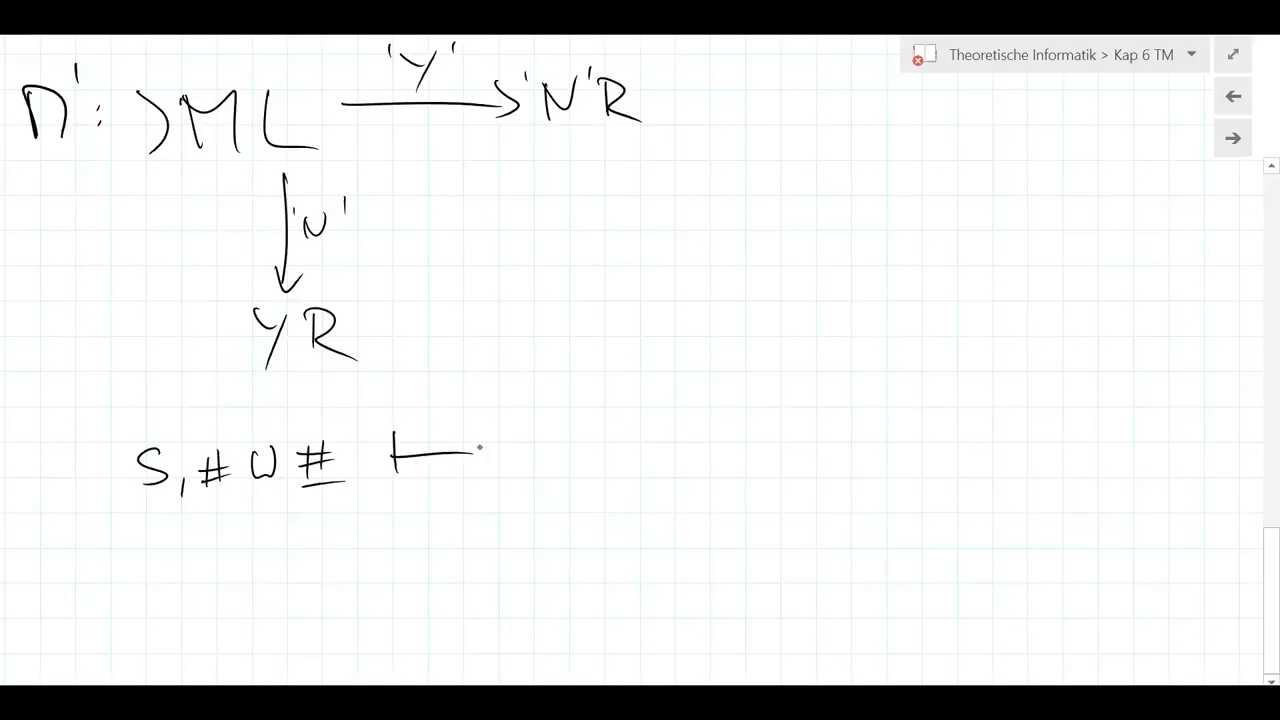 Theoretische Informatik > Kap 6 TM
'Y'
M': >ML → 'N'R
'N'
YR
S, # W # ⊢